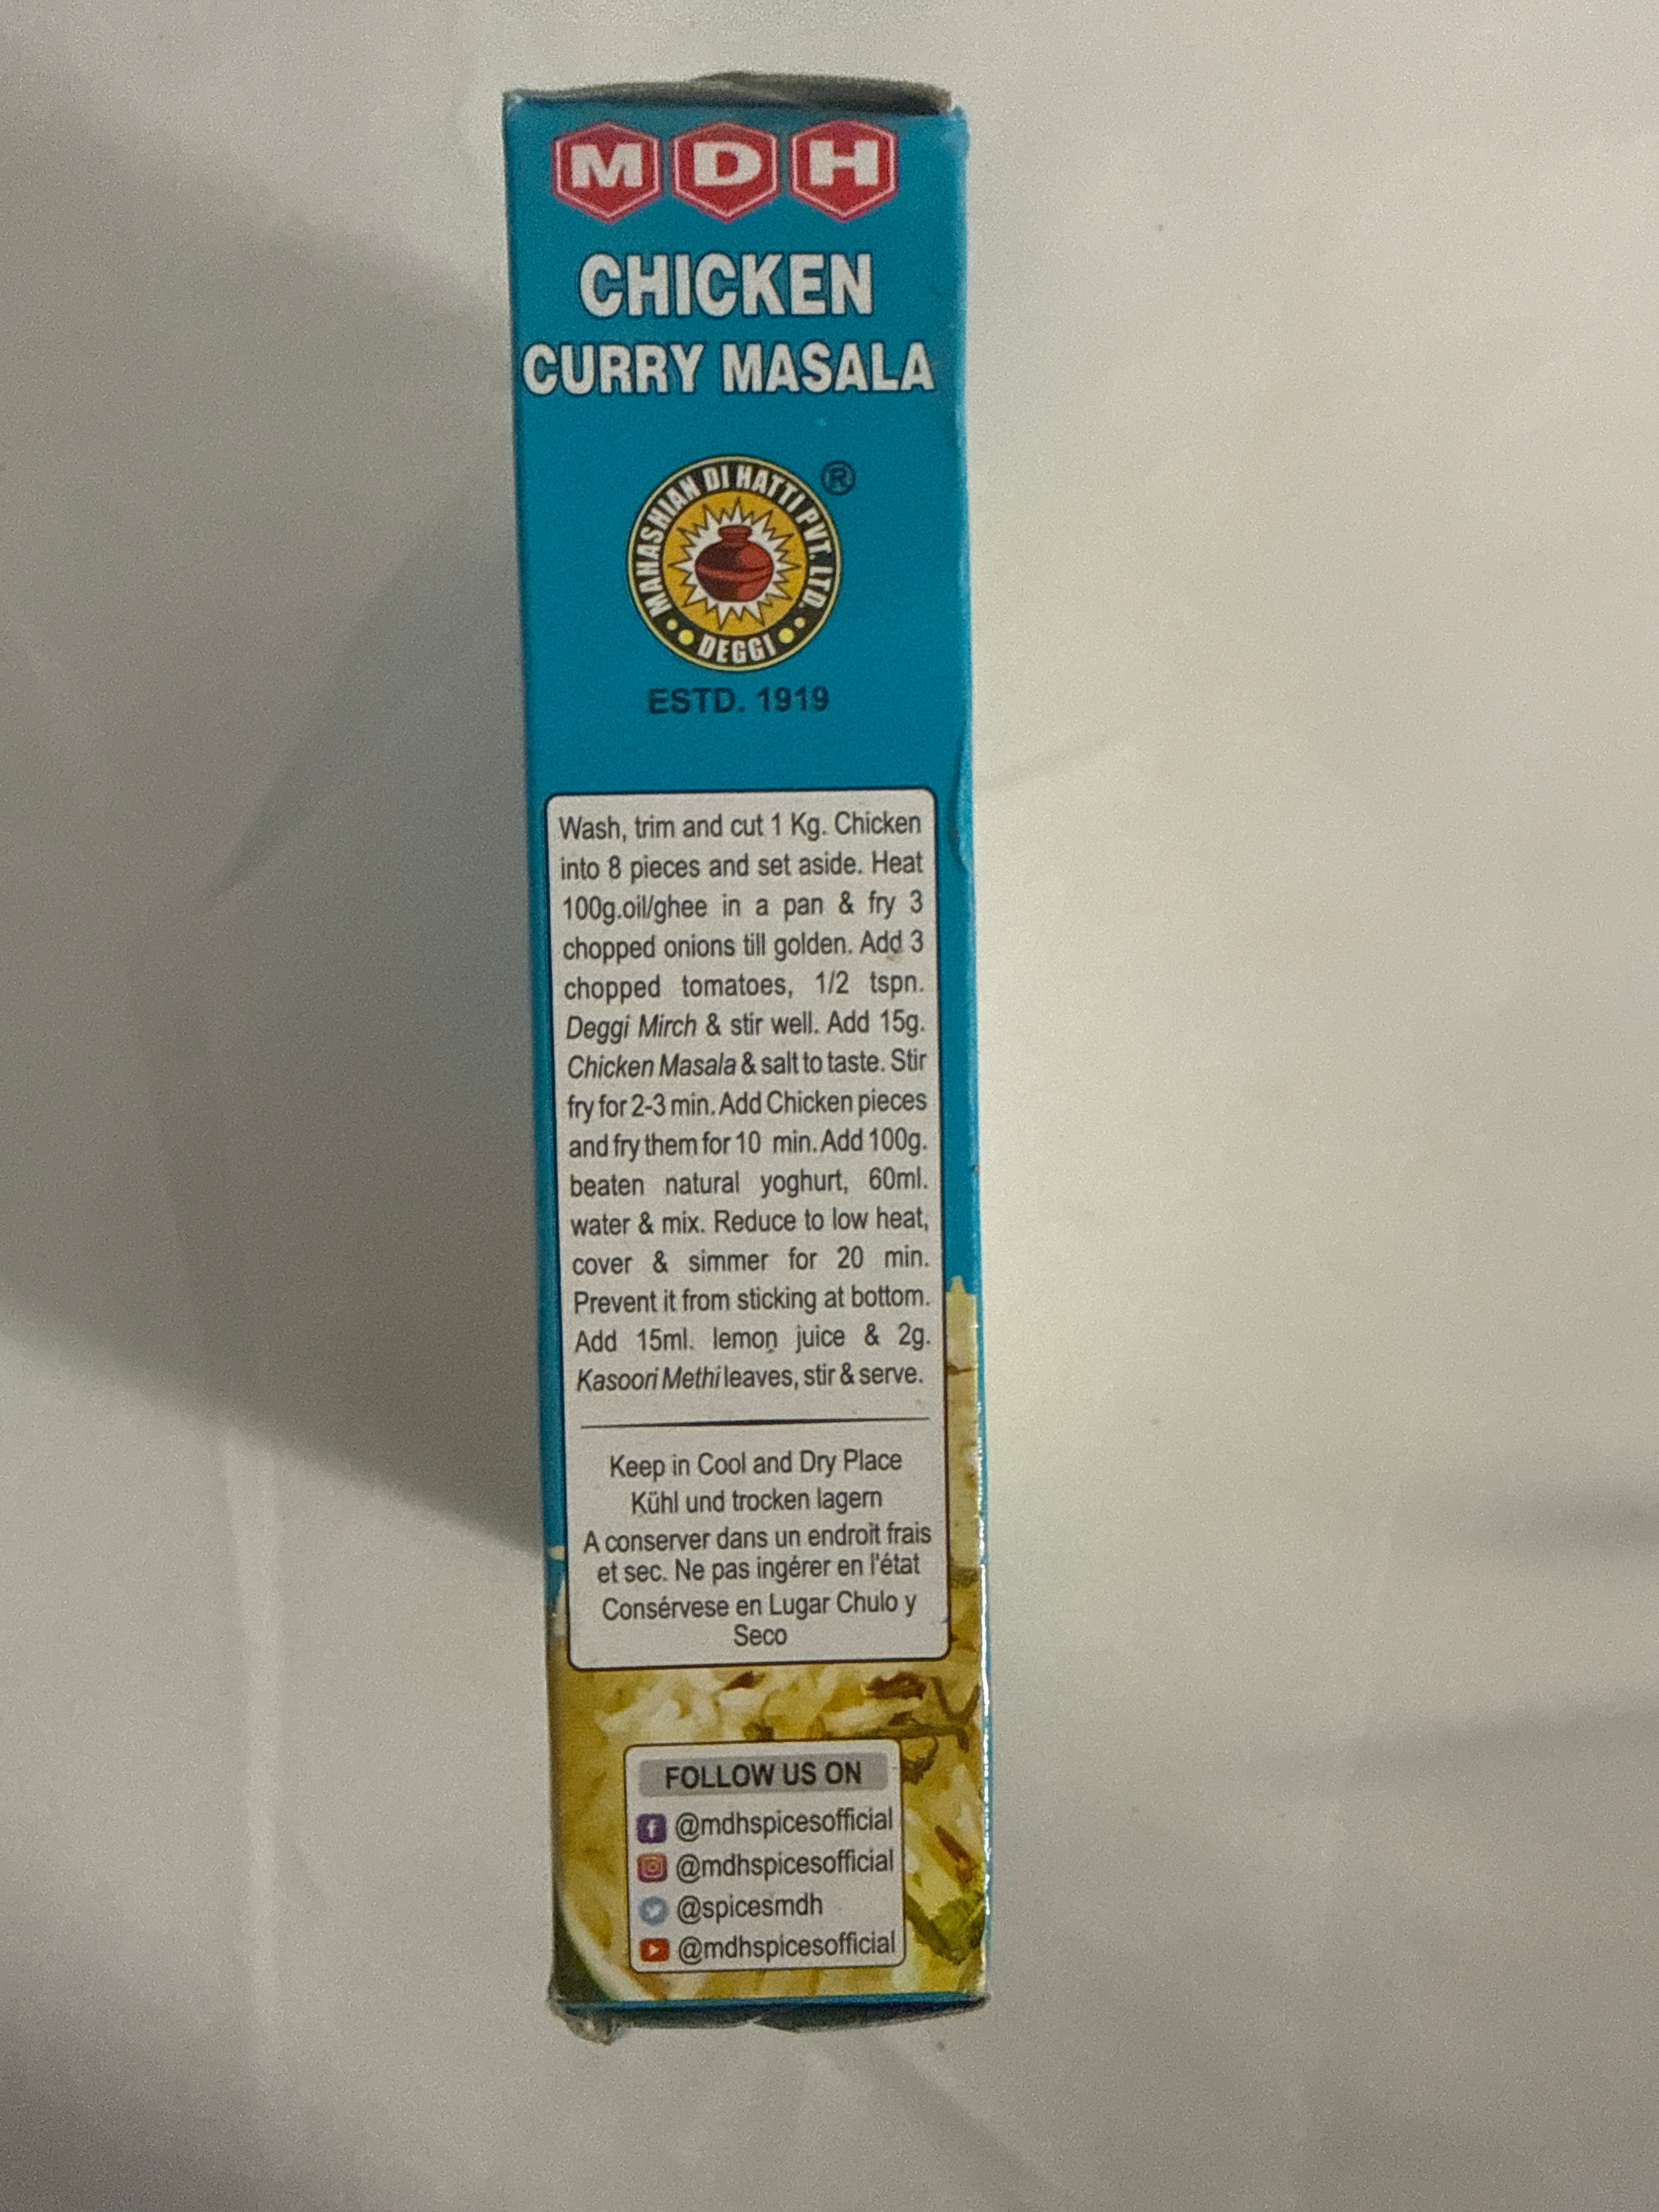 MDH
CHICKEN
CURRY MASALA
MAHASHIAN DI HATTI PVT. LTD.
DEGGI
®
ESTD. 1919
Wash, trim and cut 1 Kg. Chicken
into 8 pieces and set aside. Heat
100g.oil/ghee in a pan & fry 3
chopped onions till golden. Add 3
chopped tomatoes, 1/2 tspn.
Deggi Mirch & stir well. Add 15g.
Chicken Masala & salt to taste. Stir
fry for 2-3 min. Add Chicken pieces
and fry them for 10 min. Add 100g.
beaten natural yoghurt, 60ml.
water & mix. Reduce to low heat,
cover & simmer for 20 min.
Prevent it from sticking at bottom.
Add 15ml. lemon juice & 2g.
Kasoori Methi leaves, stir & serve.
Keep in Cool and Dry Place
Kühl und trocken lagern
A conserver dans un endroit frais
et sec. Ne pas ingérer en l'état
Consérvese en Lugar Chulo y
Seco
FOLLOW US ON
@mdhspicesofficial
@mdhspicesofficial
@spicesmdh
@mdhspicesofficial